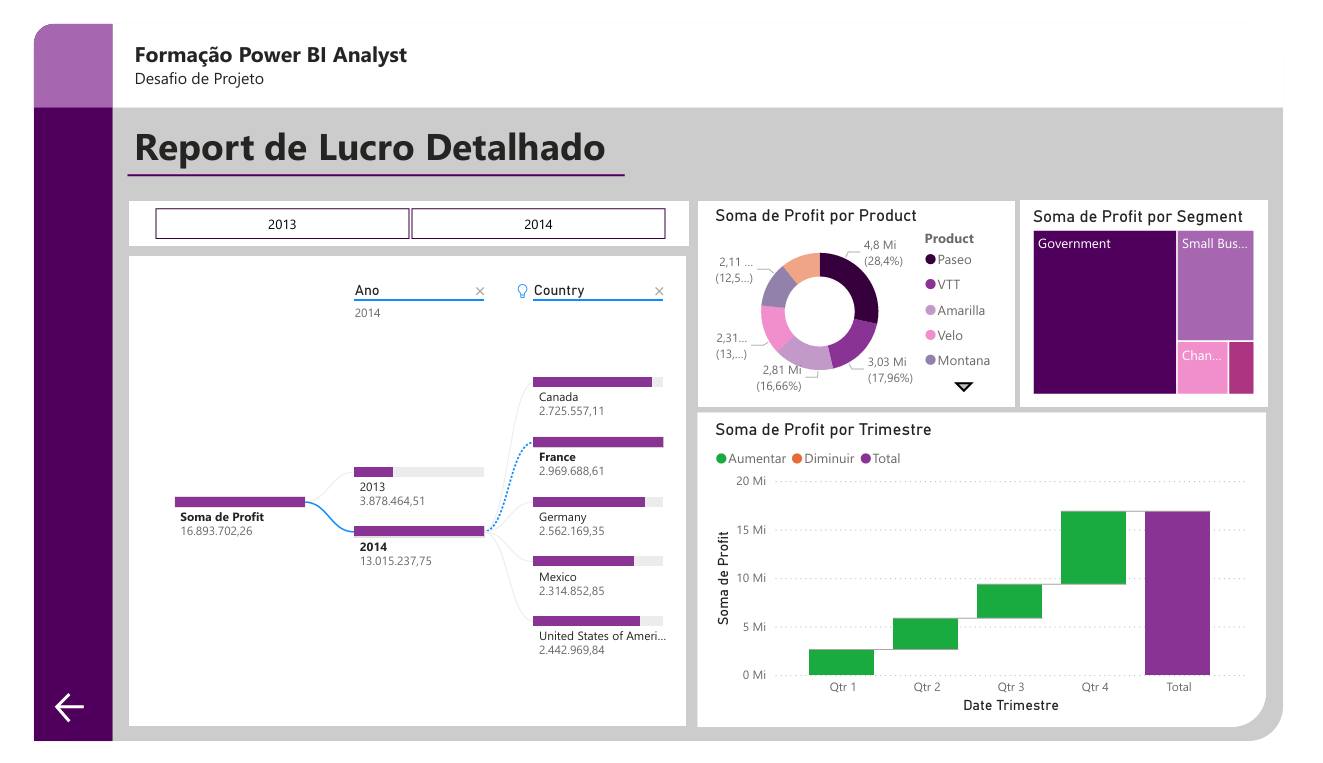 Formação Power BI Analyst
Desafio de Projeto
Report de Lucro Detalhado
2013
2014
Ano
2014
Country
Soma de Profit
16.893.702,26
2013
3.878.464,51
2014
13.015.237,75
Canada
2.725.557,11
France
2.969.688,61
Germany
2.562.169,35
Mexico
2.314.852,85
United States of Ameri...
2.442.969,84
Soma de Profit por Product
4,8 Mi
(28,4%)
3,03 Mi
(17,96%)
2,81 Mi
(16,66%)
2,31...
(13,...)
2,11 ...
(12,5...)
Product
Paseo
VTT
Amarilla
Velo
Montana
Soma de Profit por Segment
Government
Small Bus...
Chan...
Soma de Profit por Trimestre
Aumentar Diminuir Total
Soma de Profit
20 Mi
15 Mi
10 Mi
5 Mi
0 Mi
Qtr 1 Qtr 2 Qtr 3 Qtr 4 Total
Date Trimestre